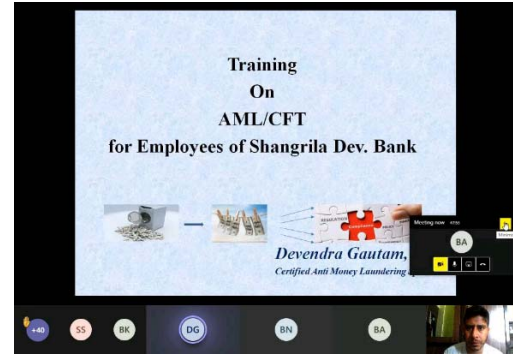 Training
On
AML/CFT
for Employees of Shangrila Dev. Bank
Devendra Gautam,
Certified Anti Money Laundering
Meeting now
BA
+40
SS
BK
DG
BN
BA